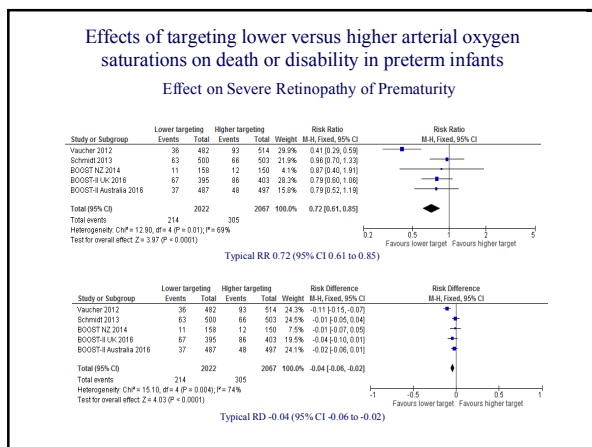 Effects of targeting lower versus higher arterial oxygen
saturations on death or disability in preterm infants
Effect on Severe Retinopathy of Prematurity
Lower targeting Higher targeting Risk Ratio Risk Ratio
Study or Subgroup Events Total Events Total Weight M-H, Fixed, 95% CI M-H, Fixed, 95% CI
Vaucher 2012 36 482 93 514 29.9% 0.41 [0.29, 0.59]
Schmidt 2013 63 500 66 503 21.8% 0.96 [0.70, 1.33]
BOOST NZ 2014 11 158 12 150 4.1% 0.87 [0.40, 1.91]
BOOST-II UK 2016 67 395 86 403 28.3% 0.79 [0.60, 1.06]
BOOST-II Australia 2016 37 487 48 497 15.8% 0.79 [0.52, 1.19]
Total (95% CI) 2022 2067 100.0% 0.72 [0.61, 0.85]
Total events 214 305
Heterogeneity: Chi² = 12.90, df = 4 (P = 0.01); I² = 69%
Test for overall effect: Z = 3.97 (P < 0.0001)
0.2 0.5 1 2 5
Favours lower target Favours higher target
Typical RR 0.72 (95% CI 0.61 to 0.85)
Lower targeting Higher targeting Risk Difference Risk Difference
Study or Subgroup Events Total Events Total Weight M-H, Fixed, 95% CI M-H, Fixed, 95% CI
Vaucher 2012 36 482 93 514 24.3% -0.11 [-0.15, -0.07]
Schmidt 2013 63 500 66 503 24.5% -0.01 [-0.05, 0.04]
BOOST NZ 2014 11 158 12 150 7.5% -0.01 [-0.07, 0.05]
BOOST-II UK 2016 67 395 86 403 19.5% -0.04 [-0.10, 0.01]
BOOST-II Australia 2016 37 487 48 497 24.1% -0.02 [-0.06, 0.01]
Total (95% CI) 2022 2067 100.0% -0.04 [-0.06, -0.02]
Total events 214 305
Heterogeneity: Chi² = 15.10, df = 4 (P = 0.004); I² = 74%
Test for overall effect: Z = 4.03 (P < 0.0001)
-1 -0.5 0 0.5 1
Favours lower target Favours higher target
Typical RD -0.04 (95% CI -0.06 to -0.02)